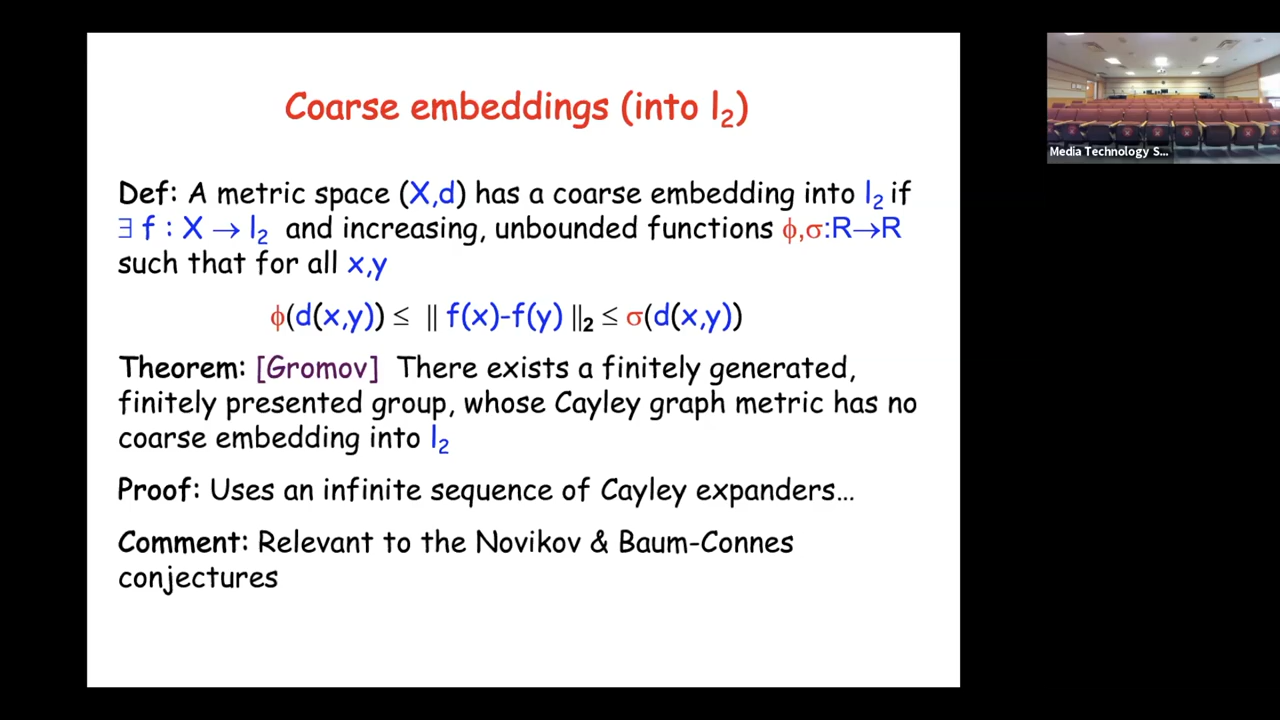 Coarse embeddings (into l₂)
Def: A metric space (X,d) has a coarse embedding into l₂ if
∃ f : X → l₂ and increasing, unbounded functions ϕ,σ:R→R
such that for all x,y
ϕ(d(x,y)) ≤ || f(x)-f(y) ||₂ ≤ σ(d(x,y))
Theorem: [Gromov] There exists a finitely generated,
finitely presented group, whose Cayley graph metric has no
coarse embedding into l₂
Proof: Uses an infinite sequence of Cayley expanders…
Comment: Relevant to the Novikov & Baum-Connes
conjectures
Media Technology S...